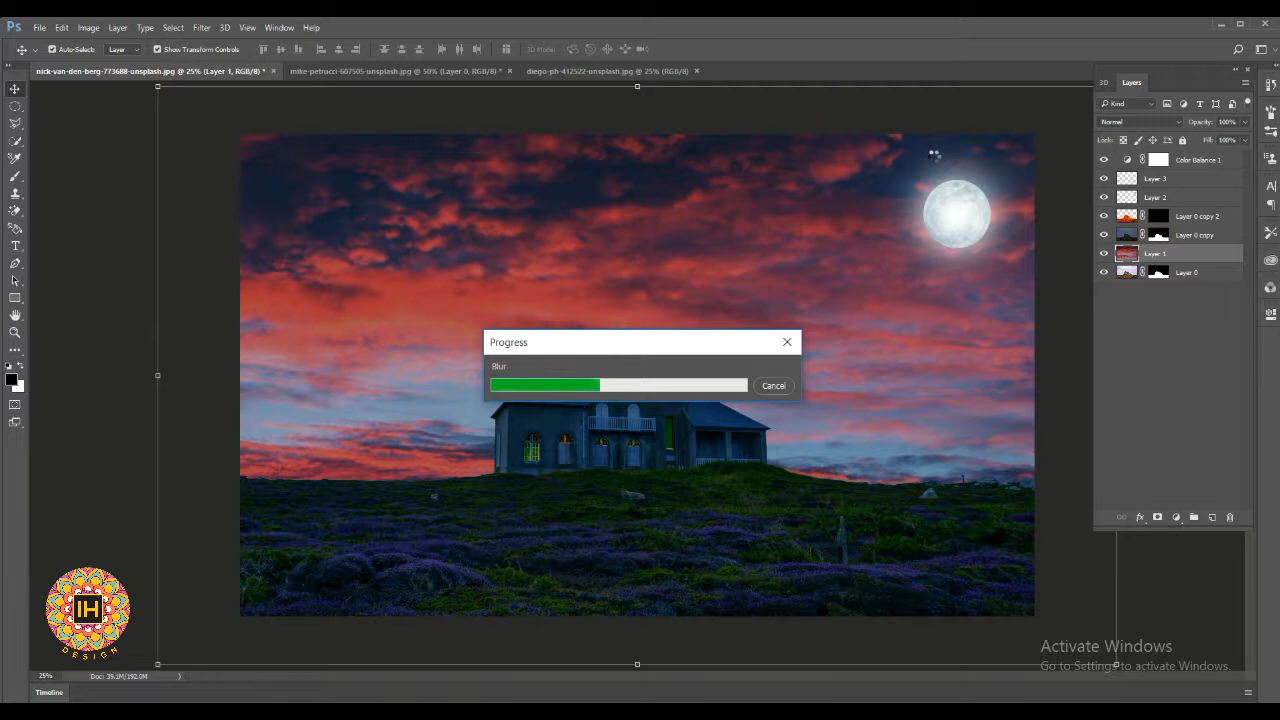 Ps File Edit Image Layer Type Select Filter 3D View Window Help
Auto-Select: Layer Show Transform Controls 3D Mode:
nick-van-den-berg-773688-unsplash.jpg @ 25% (Layer 1, RGB/8) * × mike-petrucci-607505-unsplash.jpg @ 50% (Layer 0, RGB/8) * × diego-ph-412522-unsplash.jpg @ 25% (RGB/8) ×
3D Layers
Kind
Normal Opacity: 100%
Lock: Fill: 100%
Color Balance 1
Layer 3
Layer 2
Layer 0 copy 2
Layer 0 copy
Layer 1
Layer 0
Progress
Blur
Cancel
IH
DESIGN
Activate Windows
Go to Settings to activate Windows.
25% Doc: 39.1M/192.0M
Timeline